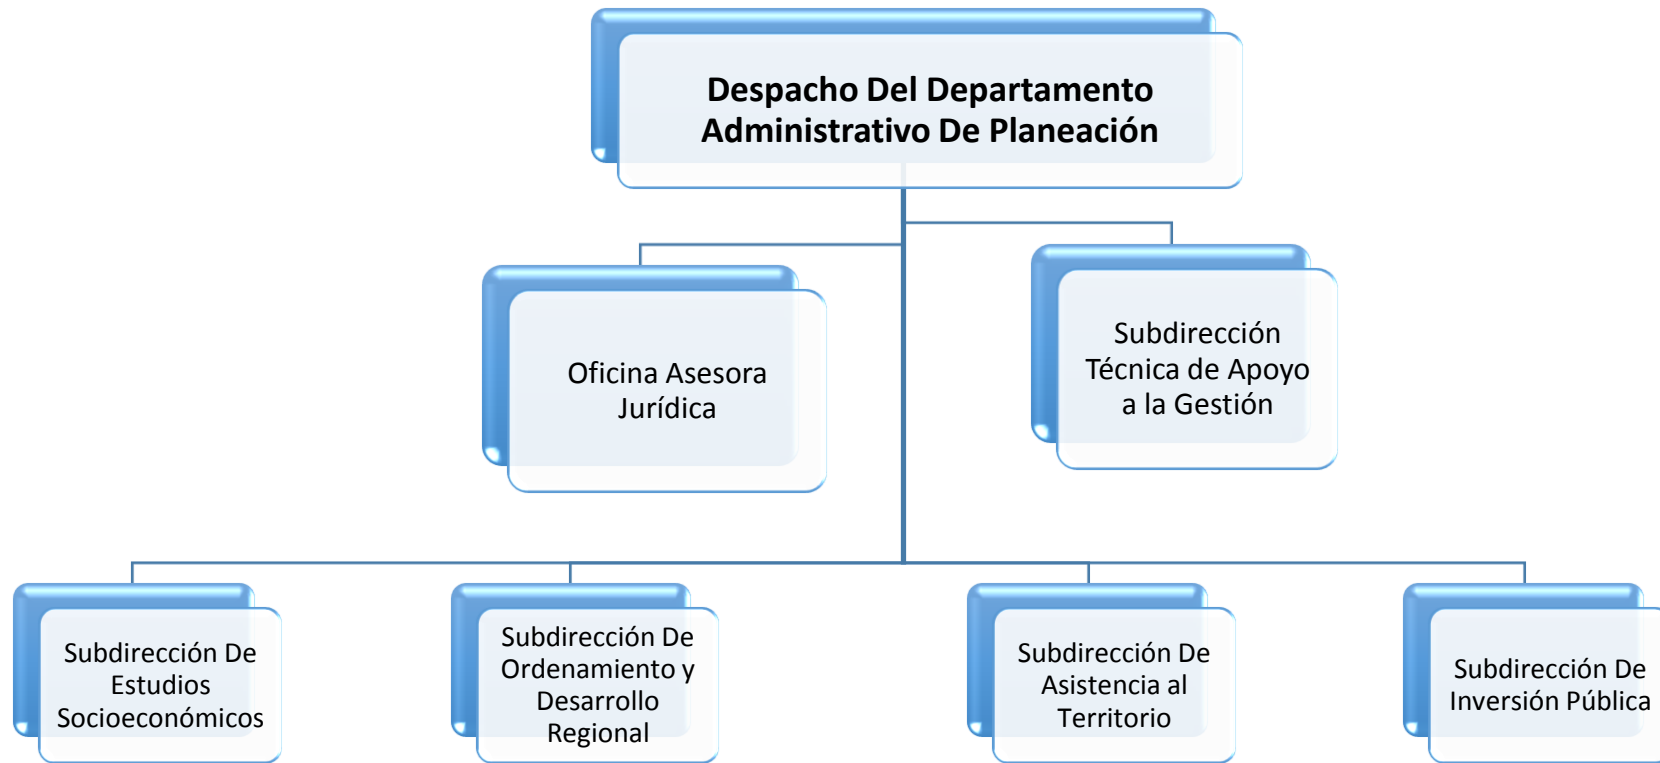 Despacho Del Departamento
Administrativo De Planeación
Oficina Asesora
Jurídica
Subdirección
Técnica de Apoyo
a la Gestión
Subdirección De
Estudios
Socioeconómicos
Subdirección De
Ordenamiento y
Desarrollo
Regional
Subdirección De
Asistencia al
Territorio
Subdirección De
Inversión Pública